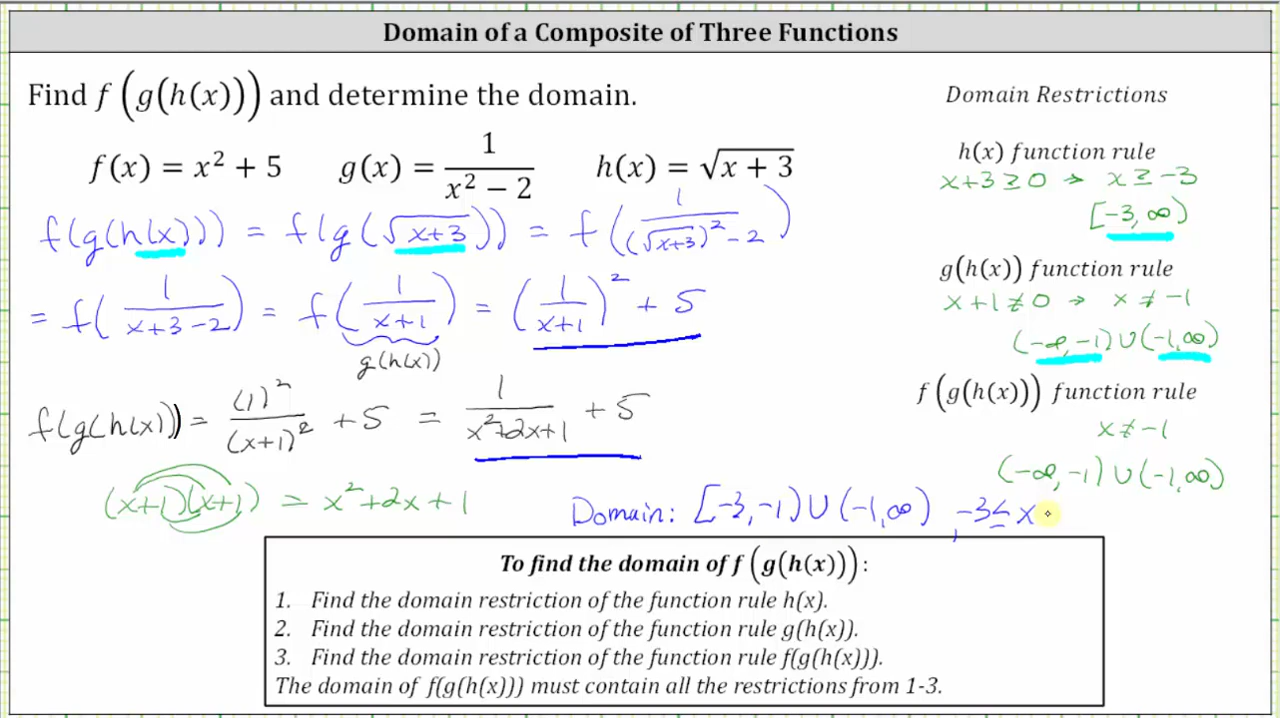 Domain of a Composite of Three Functions
Find f(g(h(x))) and determine the domain.
f(x) = x² + 5    g(x) = 1/(x² − 2)    h(x) = √(x + 3)
f(g(h(x))) = f(g(√(x+3))) = f(1/((√(x+3))² − 2))
= f(1/(x+3−2)) = f(1/(x+1)) = (1/(x+1))² + 5
g(h(x))
f(g(h(x))) = (1)²/(x+1)² + 5 = 1/(x²+2x+1) + 5
(x+1)(x+1) = x² + 2x + 1
Domain: [−3, −1) ∪ (−1, ∞)   , −3 ≤ x
Domain Restrictions
h(x) function rule
x+3 ≥ 0 → x ≥ −3
[−3, ∞)
g(h(x)) function rule
x+1 ≠ 0 → x ≠ −1
(−∞, −1) ∪ (−1, ∞)
f(g(h(x))) function rule
x ≠ −1
(−∞, −1) ∪ (−1, ∞)
To find the domain of f(g(h(x))):
1. Find the domain restriction of the function rule h(x).
2. Find the domain restriction of the function rule g(h(x)).
3. Find the domain restriction of the function rule f(g(h(x))).
The domain of f(g(h(x))) must contain all the restrictions from 1-3.